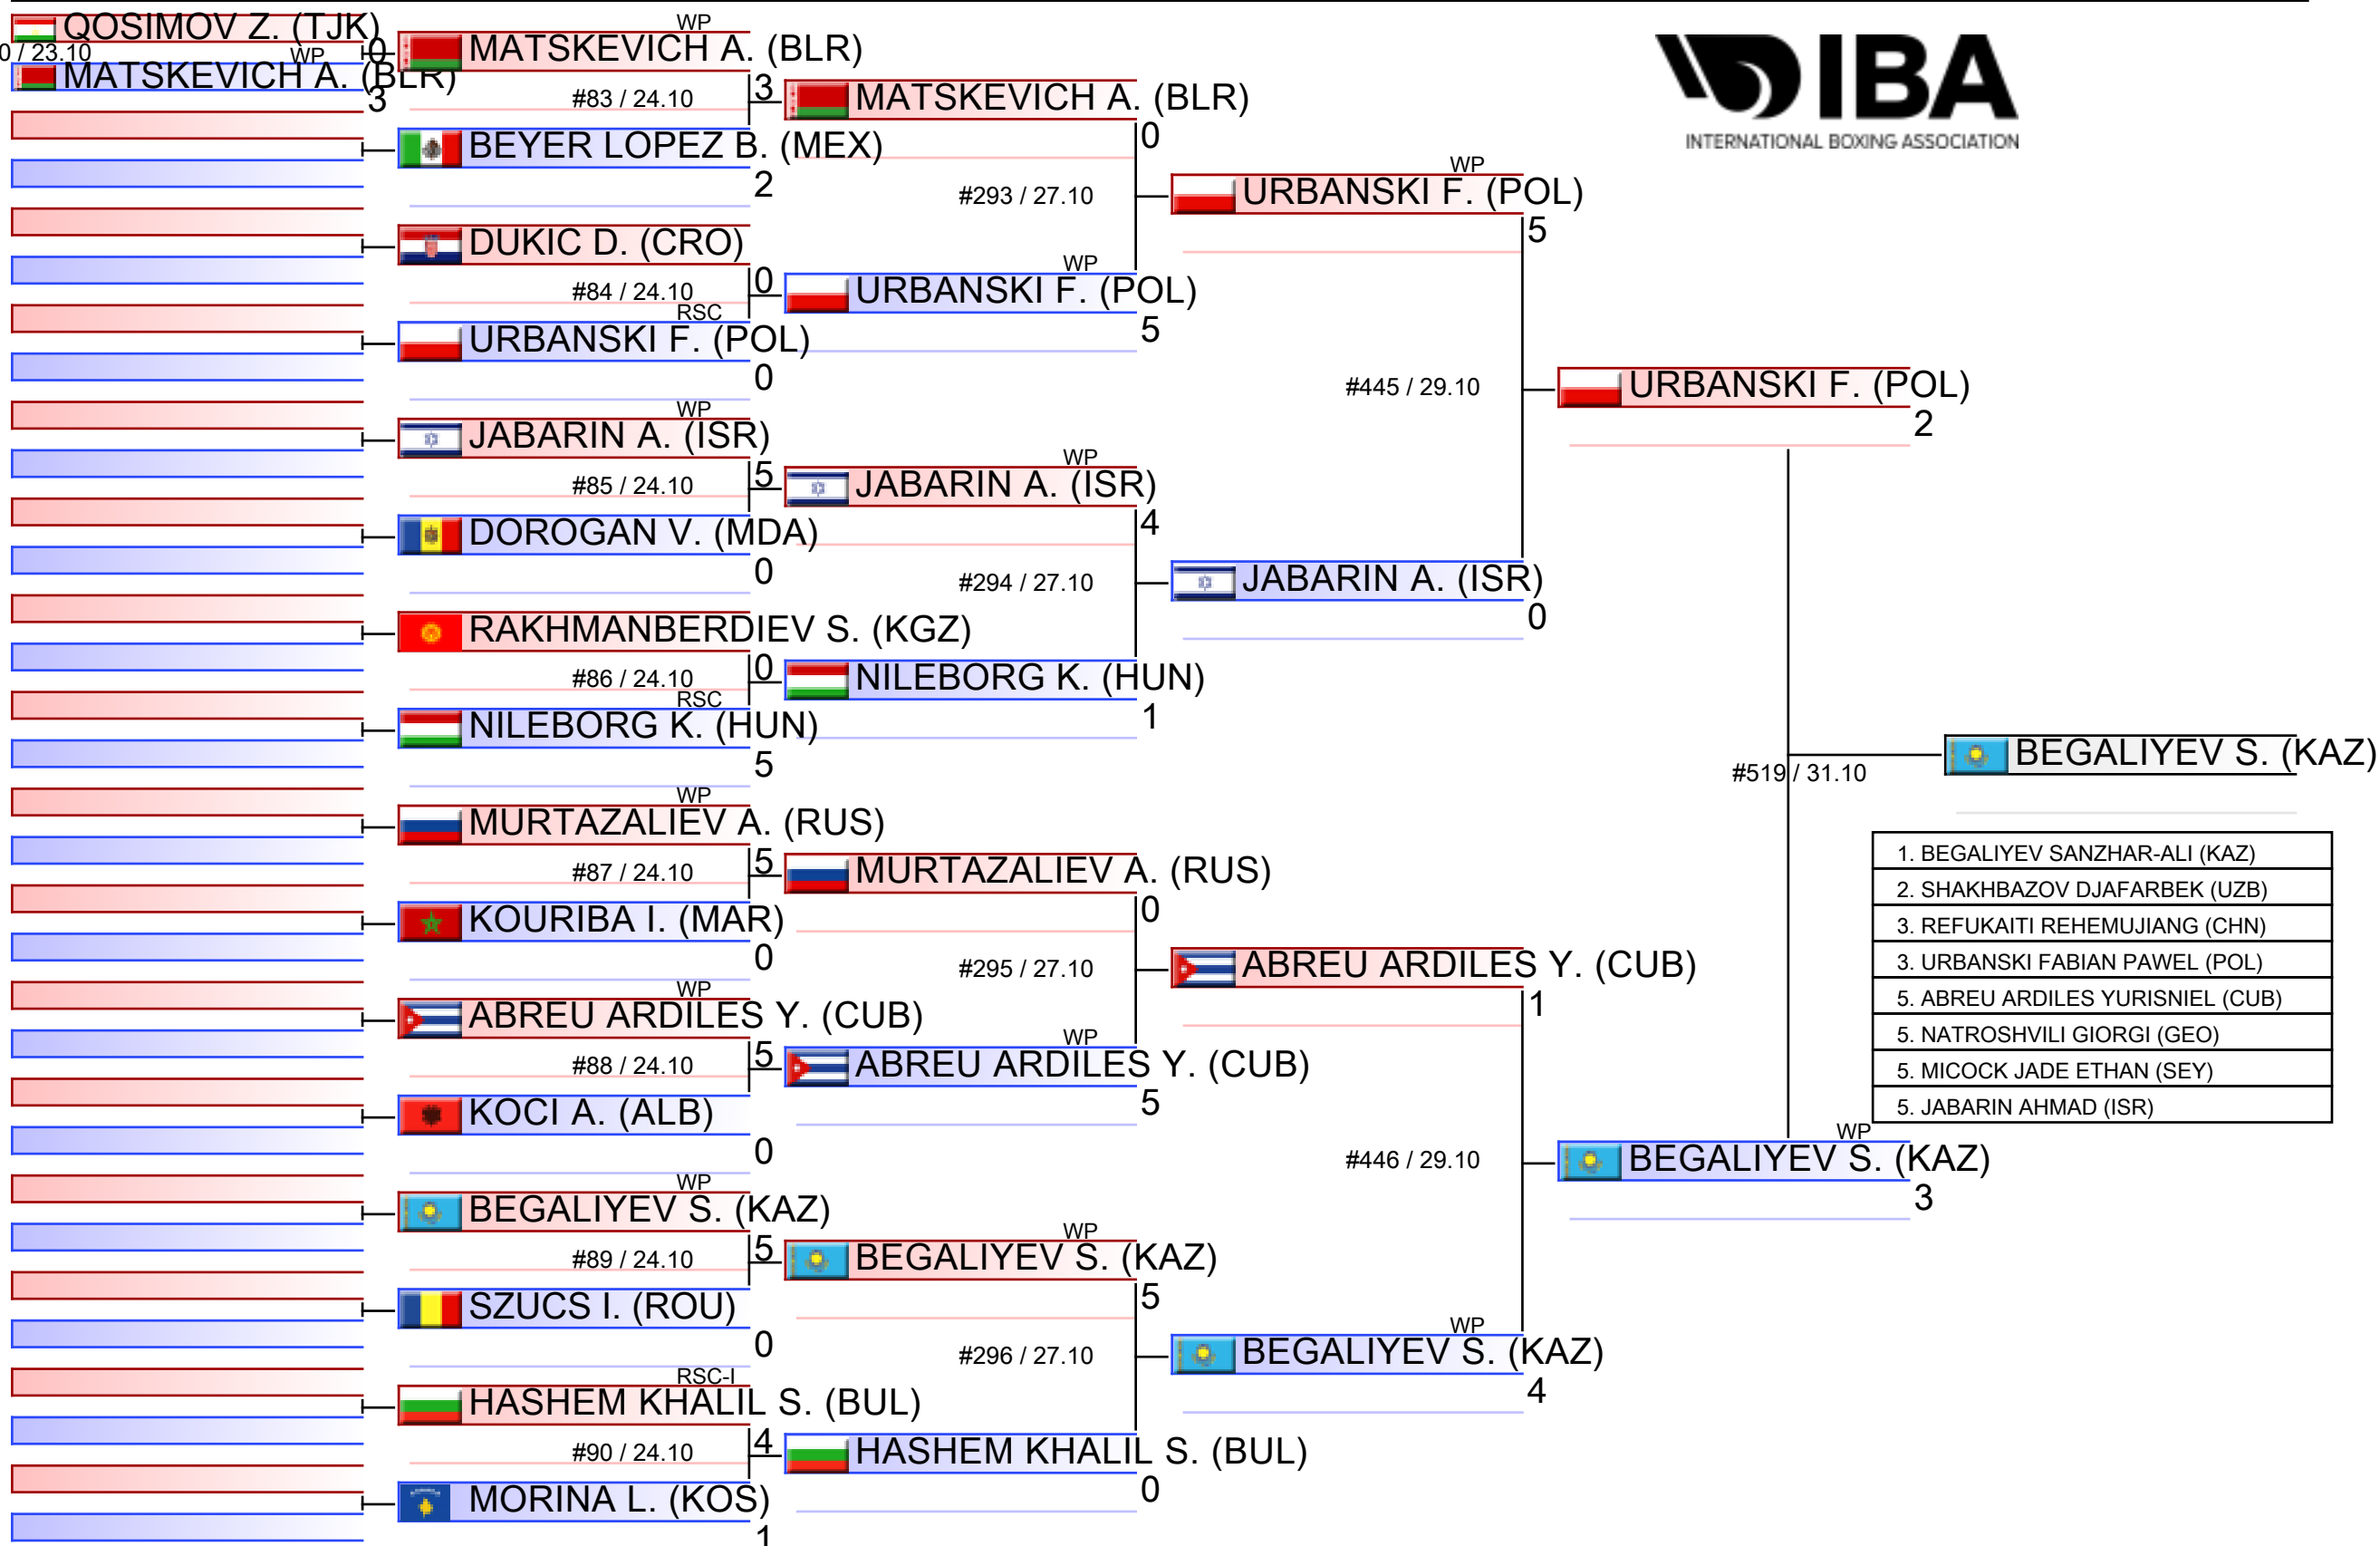 QOSIMOV Z. (TJK)
0
0 / 23.10
WP
MATSKEVICH A. (BLR)
3
WP
MATSKEVICH A. (BLR)
3
#83 / 24.10
BEYER LOPEZ B. (MEX)
2
DUKIC D. (CRO)
0
#84 / 24.10
RSC
URBANSKI F. (POL)
0
WP
JABARIN A. (ISR)
5
#85 / 24.10
DOROGAN V. (MDA)
0
RAKHMANBERDIEV S. (KGZ)
0
#86 / 24.10
RSC
NILEBORG K. (HUN)
5
WP
MURTAZALIEV A. (RUS)
5
#87 / 24.10
KOURIBA I. (MAR)
0
WP
ABREU ARDILES Y. (CUB)
5
#88 / 24.10
KOCI A. (ALB)
0
WP
BEGALIYEV S. (KAZ)
5
#89 / 24.10
SZUCS I. (ROU)
0
RSC-I
HASHEM KHALIL S. (BUL)
4
#90 / 24.10
MORINA L. (KOS)
1
MATSKEVICH A. (BLR)
0
#293 / 27.10
WP
URBANSKI F. (POL)
5
WP
JABARIN A. (ISR)
4
#294 / 27.10
NILEBORG K. (HUN)
1
MURTAZALIEV A. (RUS)
0
#295 / 27.10
WP
ABREU ARDILES Y. (CUB)
5
WP
BEGALIYEV S. (KAZ)
5
#296 / 27.10
HASHEM KHALIL S. (BUL)
0
WP
URBANSKI F. (POL)
5
#445 / 29.10
JABARIN A. (ISR)
0
ABREU ARDILES Y. (CUB)
1
#446 / 29.10
WP
BEGALIYEV S. (KAZ)
4
URBANSKI F. (POL)
2
#519 / 31.10
WP
BEGALIYEV S. (KAZ)
3
BEGALIYEV S. (KAZ)
IBA
INTERNATIONAL BOXING ASSOCIATION
1. BEGALIYEV SANZHAR-ALI (KAZ)
2. SHAKHBAZOV DJAFARBEK (UZB)
3. REFUKAITI REHEMUJIANG (CHN)
3. URBANSKI FABIAN PAWEL (POL)
5. ABREU ARDILES YURISNIEL (CUB)
5. NATROSHVILI GIORGI (GEO)
5. MICOCK JADE ETHAN (SEY)
5. JABARIN AHMAD (ISR)